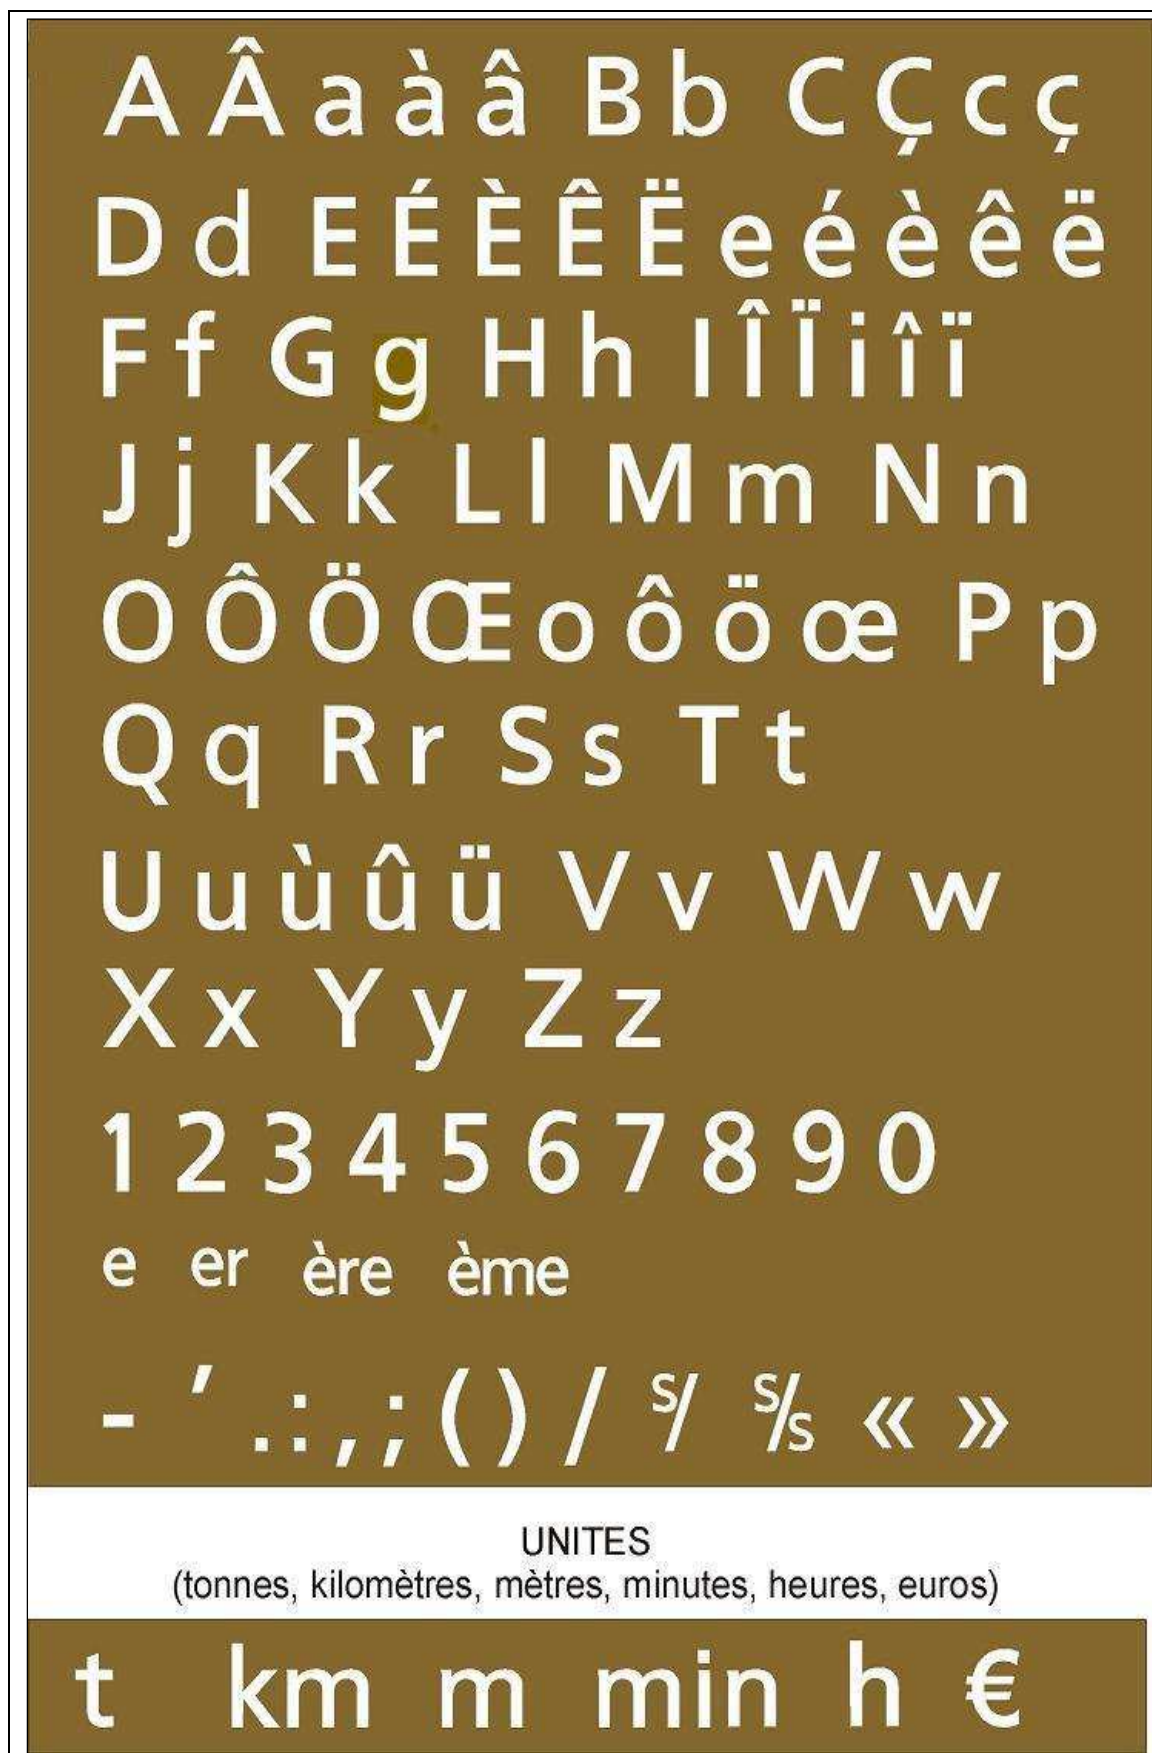 A Â a à â B b C Ç c ç
D d E É È Ê Ë e é è ê ë
F f G g H h I Î Ï i î ï
J j K k L l M m N n
O Ô Ö Œ o ô ö œ P p
Q q R r S s T t
U u ù û ü V v W w
X x Y y Z z
1 2 3 4 5 6 7 8 9 0
e er ère ème
- ’ . : , ; ( ) / s/ s/s « »
UNITES
(tonnes, kilomètres, mètres, minutes, heures, euros)
t km m min h €